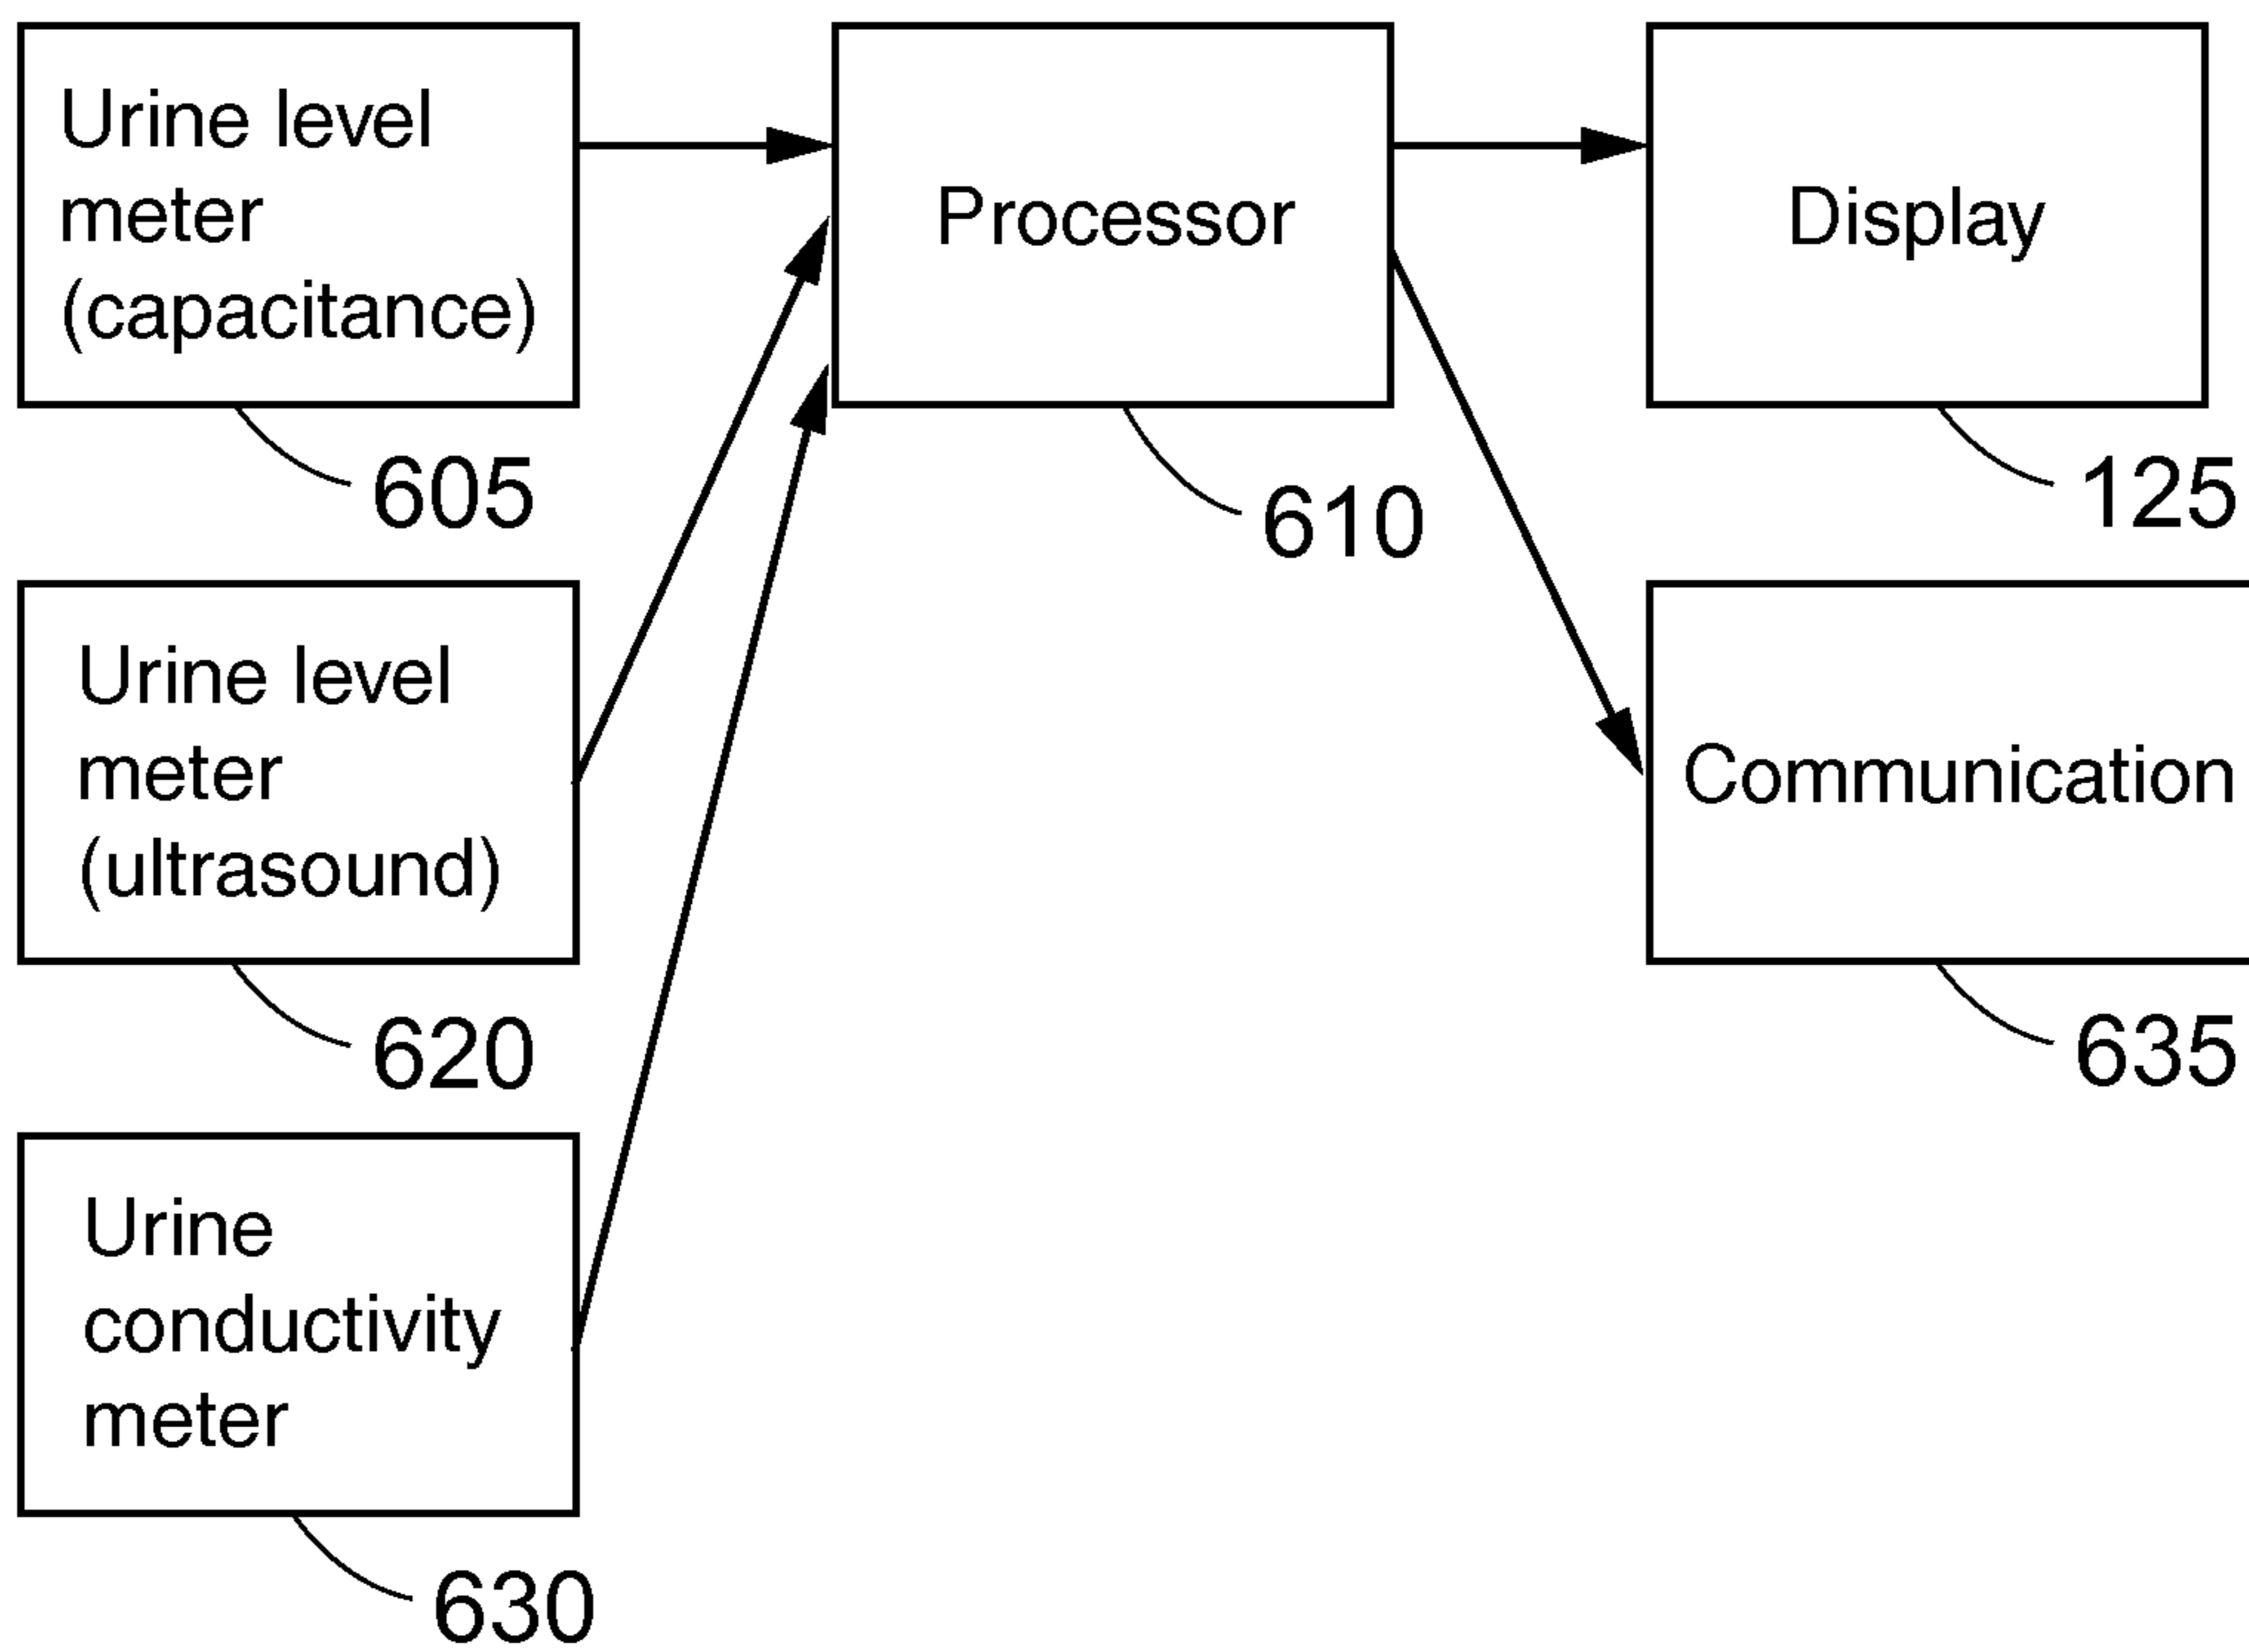 Urine level
meter
(capacitance)
605
Processor
610
Display
125
Urine level
meter
(ultrasound)
620
Communication
635
Urine
conductivity
meter
630